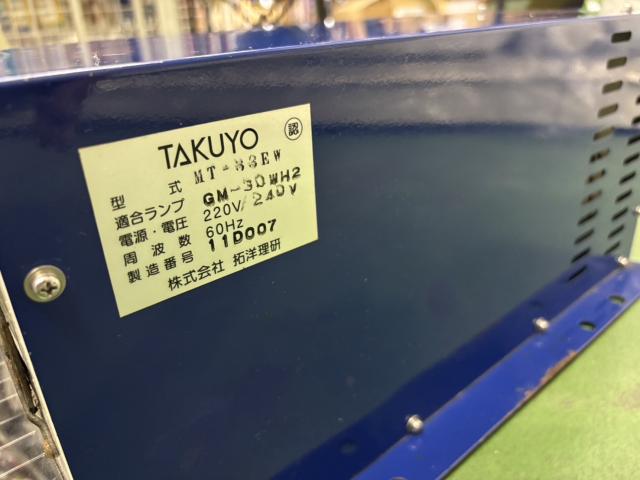 TAKUYO 認
型式 MT-33EW
適合ランプ GM-30WH2
電源・電圧 220V/240V
周波数 60Hz
製造番号 11D007
株式会社 拓洋理研